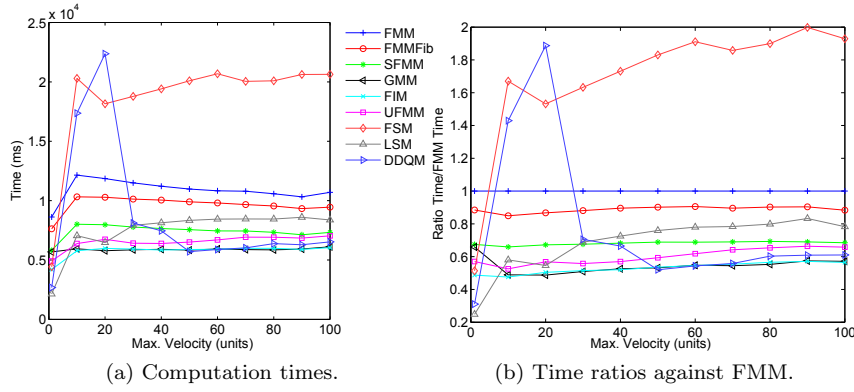 2.5 x 10⁴
2
1.5
1
0.5
0
0 20 40 60 80 100
Time (ms)
Max. Velocity (units)
FMM
FMMFib
SFMM
GMM
FIM
UFMM
FSM
LSM
DDQM
2
1.8
1.6
1.4
1.2
1
0.8
0.6
0.4
0.2
0 20 40 60 80 100
Ratio Time/FMM Time
Max. Velocity (units)
(a) Computation times.
(b) Time ratios against FMM.